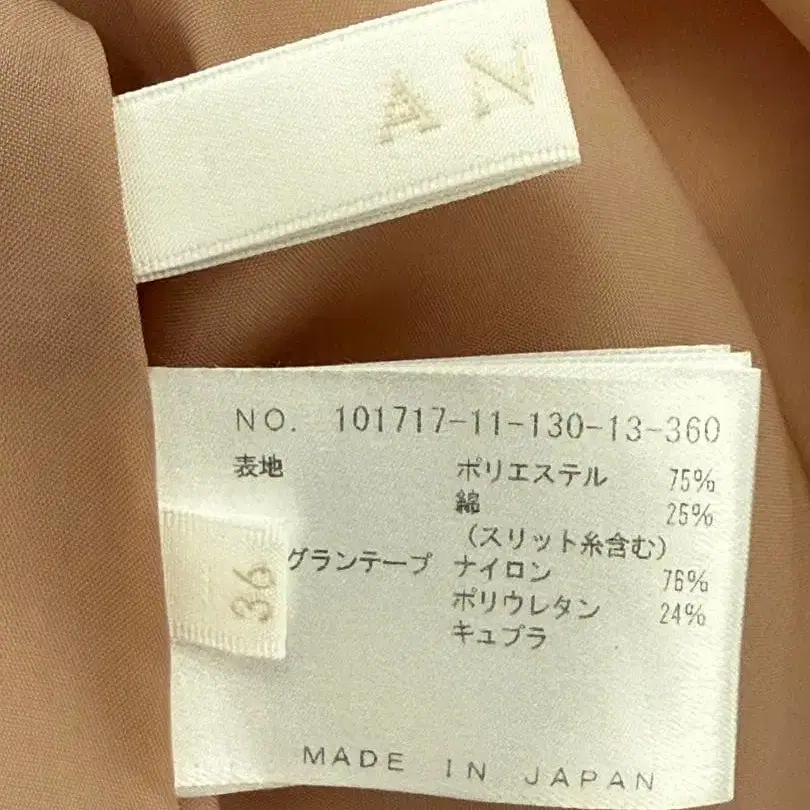 AN
NO. 101717-11-130-13-360
表地 ポリエステル 75%
綿 25%
(スリット糸含む)
グランテープ ナイロン 76%
ポリウレタン 24%
キュプラ
36
MADE IN JAPAN